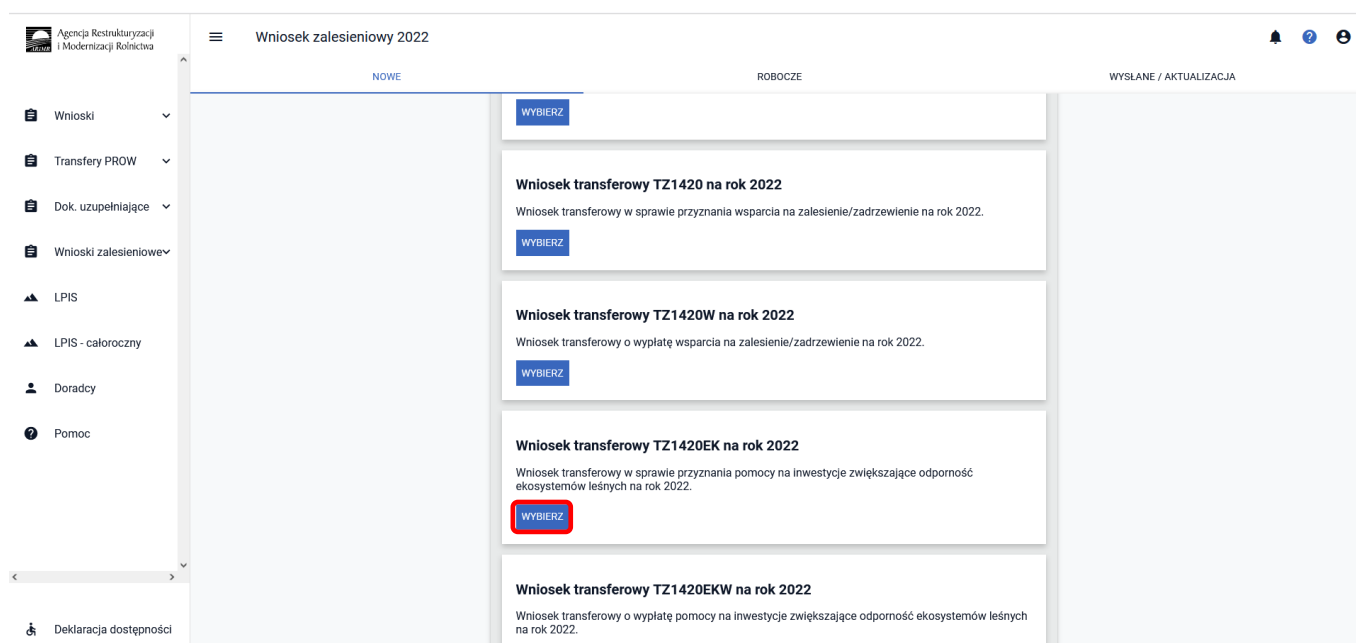 Agencja Restrukturyzacji
i Modernizacji Rolnictwa
ARiMR
Wniosek zalesieniowy 2022
NOWE
ROBOCZE
WYSŁANE / AKTUALIZACJA
Wnioski
Transfery PROW
Dok. uzupełniające
Wnioski zalesieniowe
LPIS
LPIS - całoroczny
Doradcy
Pomoc
Deklaracja dostępności
WYBIERZ
Wniosek transferowy TZ1420 na rok 2022
Wniosek transferowy w sprawie przyznania wsparcia na zalesienie/zadrzewienie na rok 2022.
WYBIERZ
Wniosek transferowy TZ1420W na rok 2022
Wniosek transferowy o wypłatę wsparcia na zalesienie/zadrzewienie na rok 2022.
WYBIERZ
Wniosek transferowy TZ1420EK na rok 2022
Wniosek transferowy w sprawie przyznania pomocy na inwestycje zwiększające odporność
ekosystemów leśnych na rok 2022.
WYBIERZ
Wniosek transferowy TZ1420EKW na rok 2022
Wniosek transferowy o wypłatę pomocy na inwestycje zwiększające odporność ekosystemów leśnych
na rok 2022.